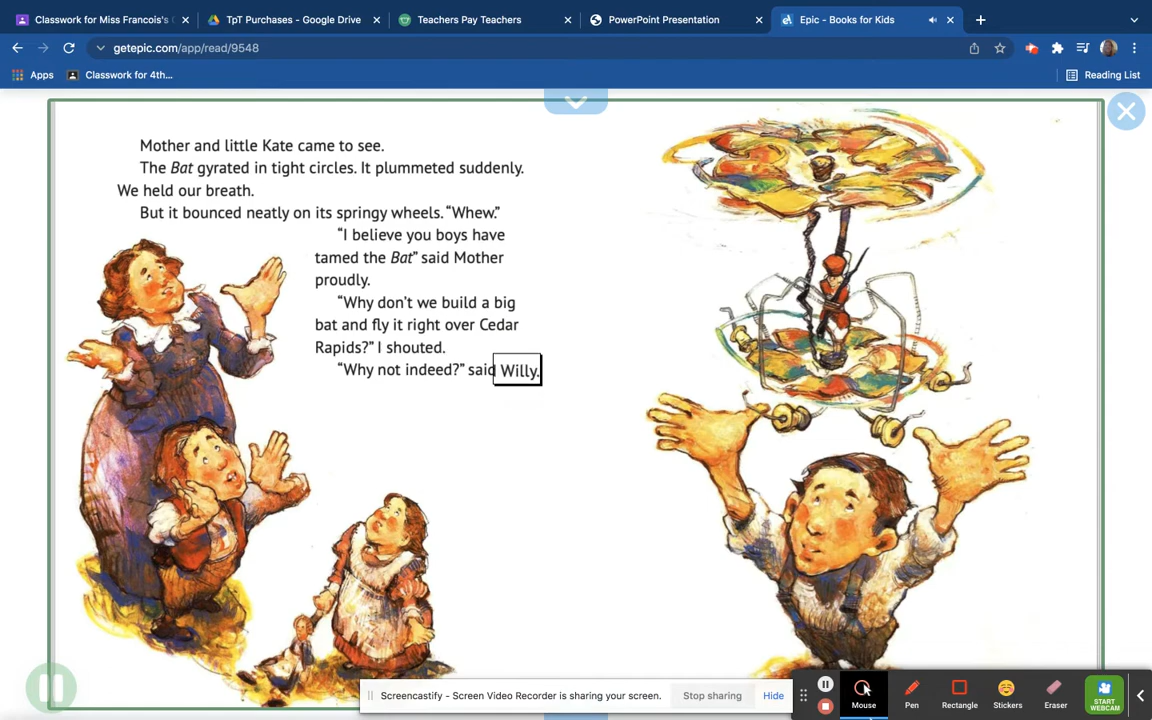 Classwork for Miss Francois's
TpT Purchases - Google Drive
Teachers Pay Teachers
PowerPoint Presentation
Epic - Books for Kids
getepic.com/app/read/9548
Apps
Classwork for 4th...
Reading List
Mother and little Kate came to see.
The Bat gyrated in tight circles. It plummeted suddenly.
We held our breath.
But it bounced neatly on its springy wheels. “Whew.”
“I believe you boys have
tamed the Bat” said Mother
proudly.
“Why don’t we build a big
bat and fly it right over Cedar
Rapids?” I shouted.
“Why not indeed?” said Willy.
Screencastify - Screen Video Recorder is sharing your screen.
Stop sharing
Hide
Mouse
Pen
Rectangle
Stickers
Eraser
START
WEBCAM